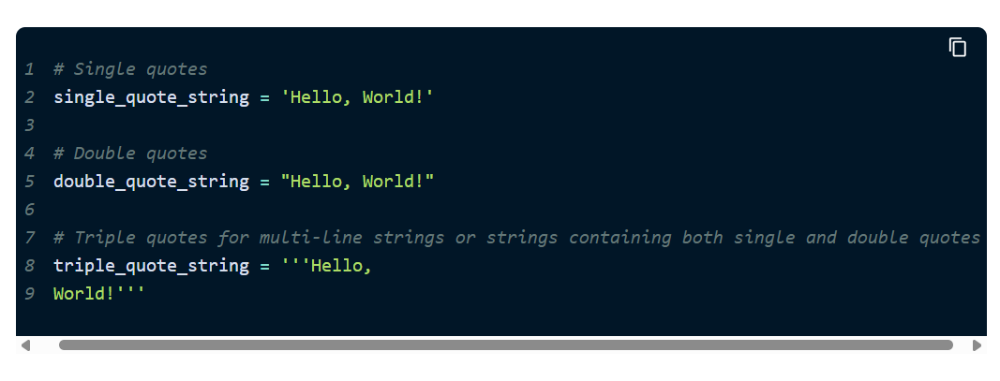 1 # Single quotes
2 single_quote_string = 'Hello, World!'
3
4 # Double quotes
5 double_quote_string = "Hello, World!"
6
7 # Triple quotes for multi-line strings or strings containing both single and double quotes
8 triple_quote_string = '''Hello,
9 World!'''